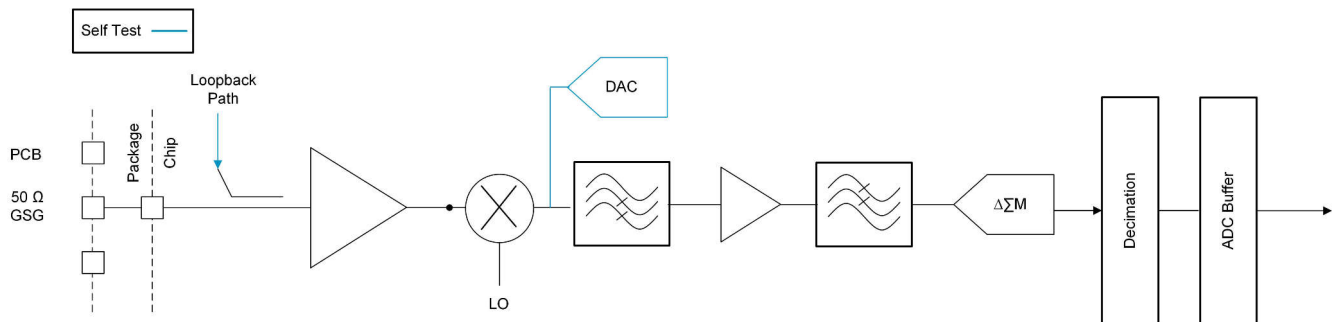 Self Test
Loopback
Path
DAC
PCB
50 Ω
GSG
Package
Chip
LO
ΔΣM
Decimation
ADC Buffer